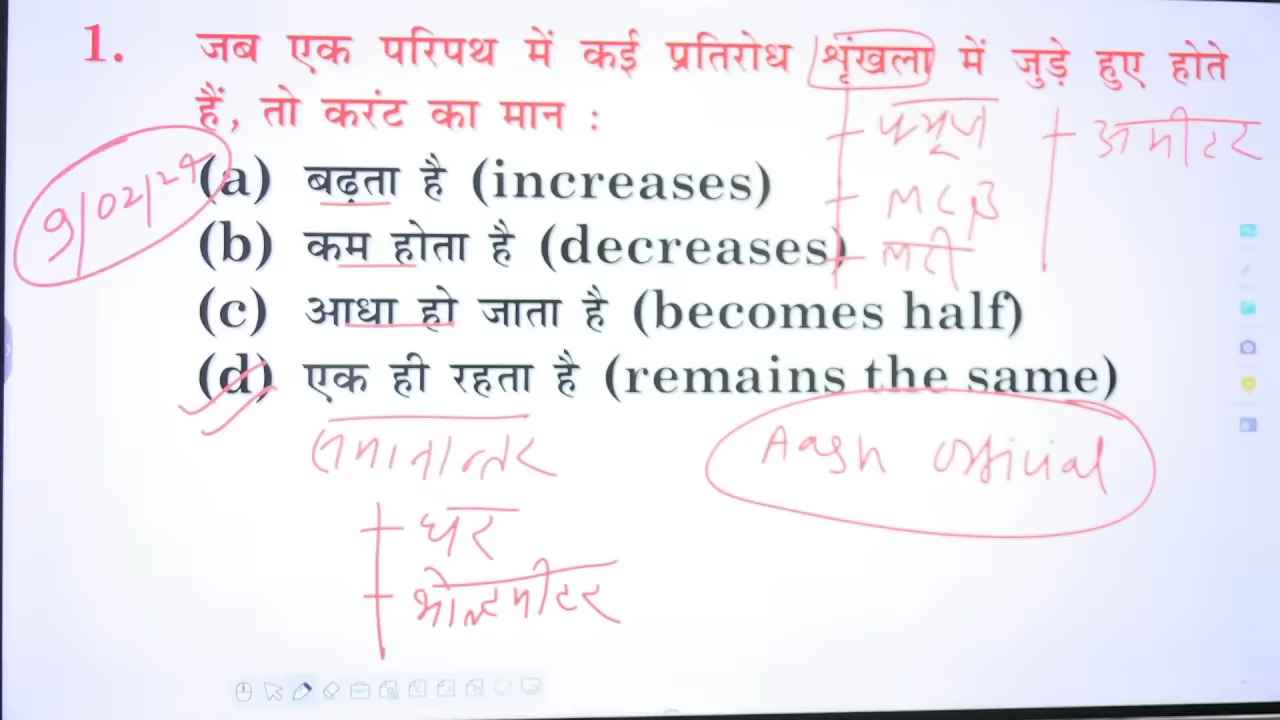 1. जब एक परिपथ में कई प्रतिरोध श्रृंखला में जुड़े हुए होते
हैं, तो करंट का मान :
फ्यूज
अमीटर
9/02/24
(a) बढ़ता है (increases)
MCB
(b) कम होता है (decreases)
लड़ी
(c) आधा हो जाता है (becomes half)
(d) एक ही रहता है (remains the same)
समानान्तर
Aash official
घर
वोल्टमीटर